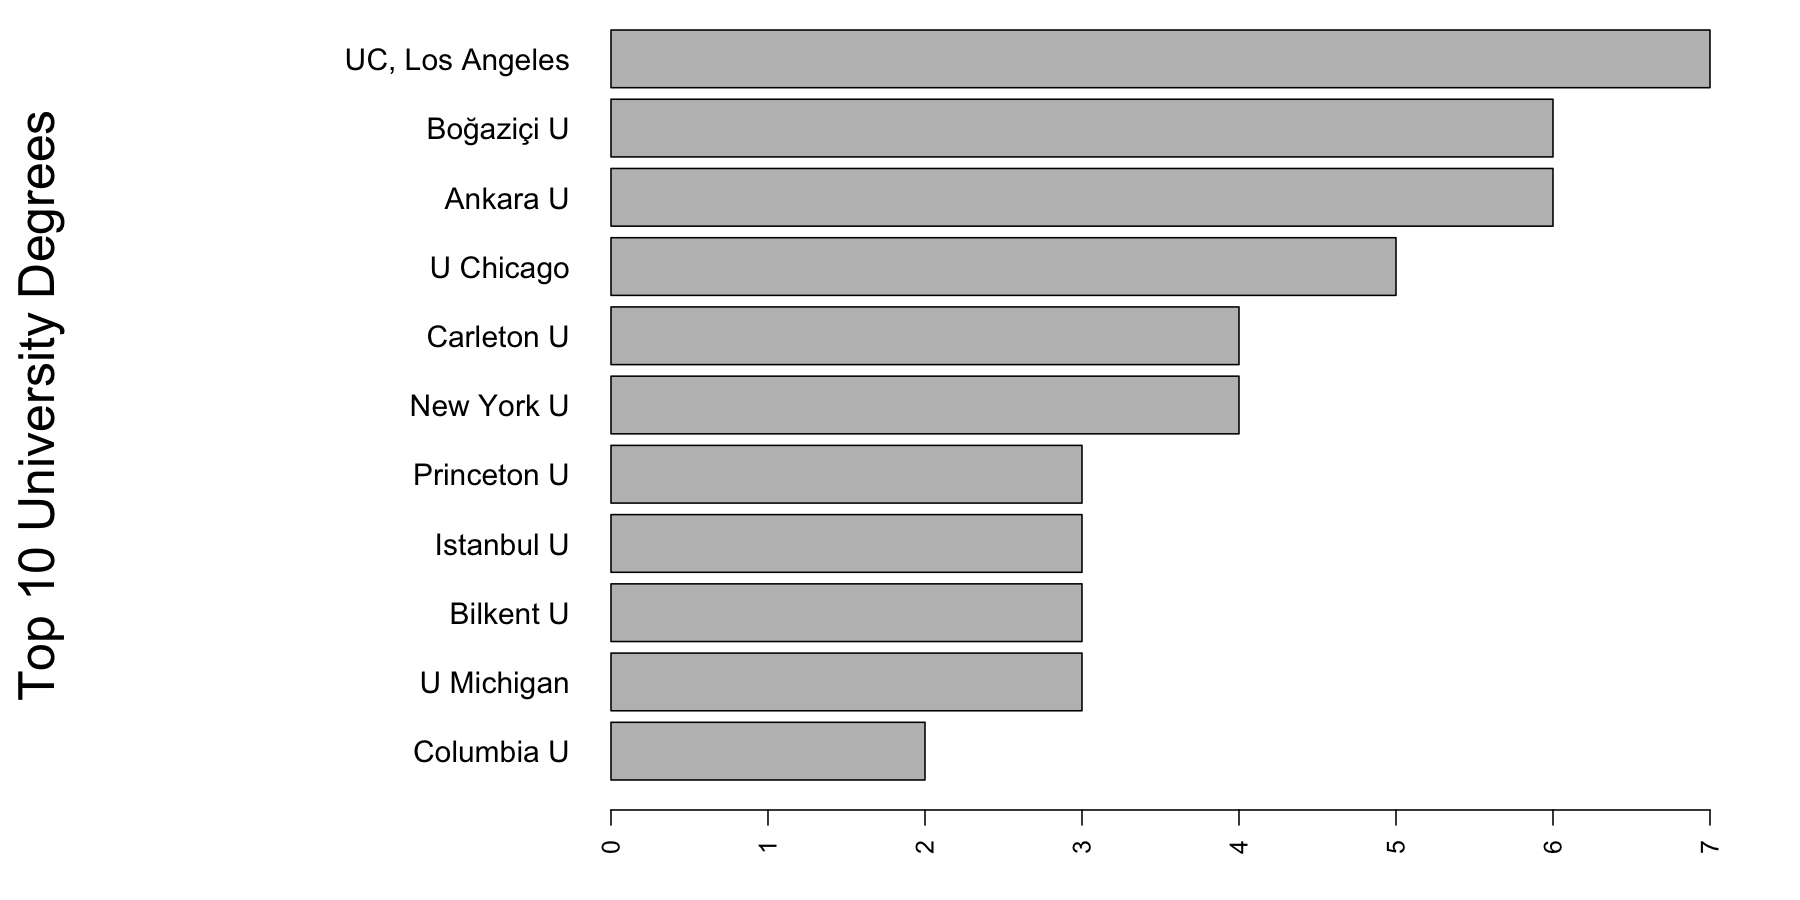 Top 10 University Degrees
UC, Los Angeles
Boğaziçi U
Ankara U
U Chicago
Carleton U
New York U
Princeton U
Istanbul U
Bilkent U
U Michigan
Columbia U
0 1 2 3 4 5 6 7